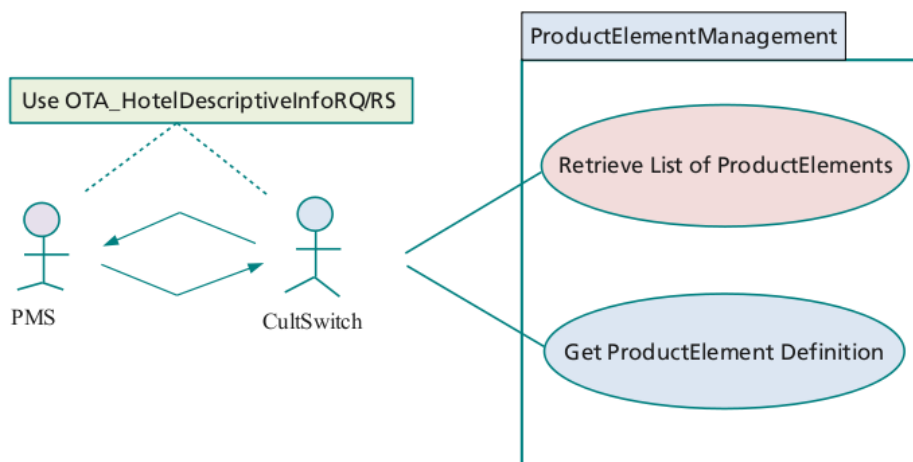 ProductElementManagement
Use OTA_HotelDescriptiveInfoRQ/RS
Retrieve List of ProductElements
PMS
CultSwitch
Get ProductElement Definition